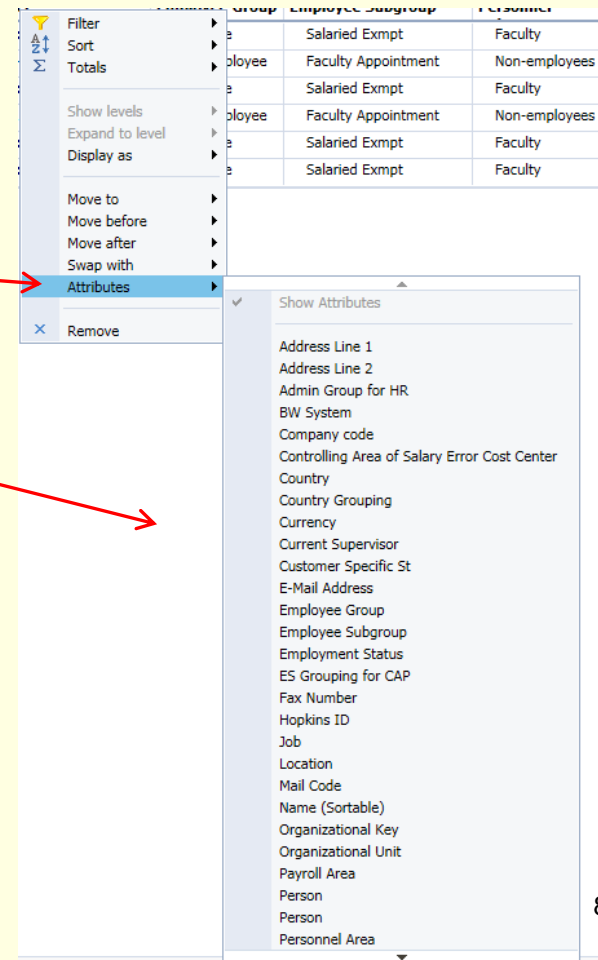 Group Employee Subgroup Personnel
Filter
Sort
Totals
Show levels
Expand to level
Display as
Move to
Move before
Move after
Swap with
Attributes
Remove
e Salaried Exmpt Faculty
ployee Faculty Appointment Non-employees
e Salaried Exmpt Faculty
ployee Faculty Appointment Non-employees
e Salaried Exmpt Faculty
e Salaried Exmpt Faculty
Show Attributes
Address Line 1
Address Line 2
Admin Group for HR
BW System
Company code
Controlling Area of Salary Error Cost Center
Country
Country Grouping
Currency
Current Supervisor
Customer Specific St
E-Mail Address
Employee Group
Employee Subgroup
Employment Status
ES Grouping for CAP
Fax Number
Hopkins ID
Job
Location
Mail Code
Name (Sortable)
Organizational Key
Organizational Unit
Payroll Area
Person
Person
Personnel Area